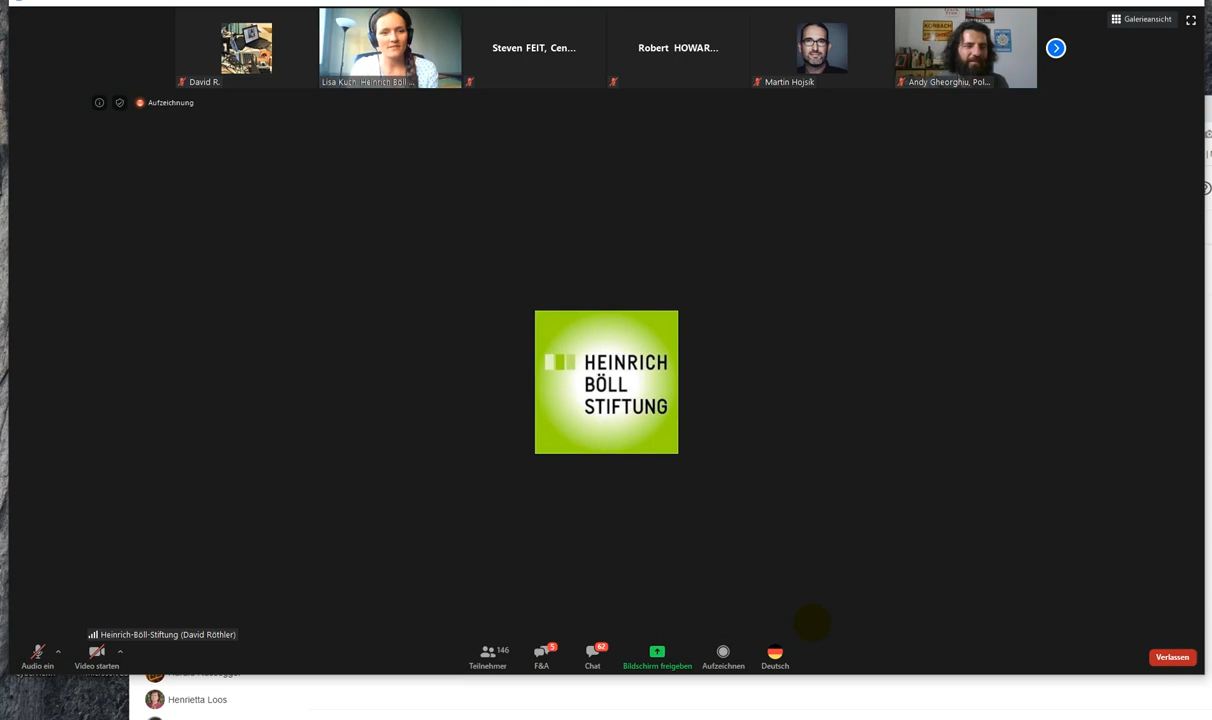 Steven FEIT, Cen...
Robert HOWAR...
Galerieansicht
David R.
Lisa Kuch Heinrich Böll ...
Martin Hojsik
Andy Gheorghiu, Pol...
Aufzeichnung
HEINRICH
BÖLL
STIFTUNG
Heinrich-Böll-Stiftung (David Röthler)
146
5
62
Audio ein
Video starten
Teilnehmer
F&A
Chat
Bildschirm freigeben
Aufzeichnen
Deutsch
Verlassen
Henrietta Loos